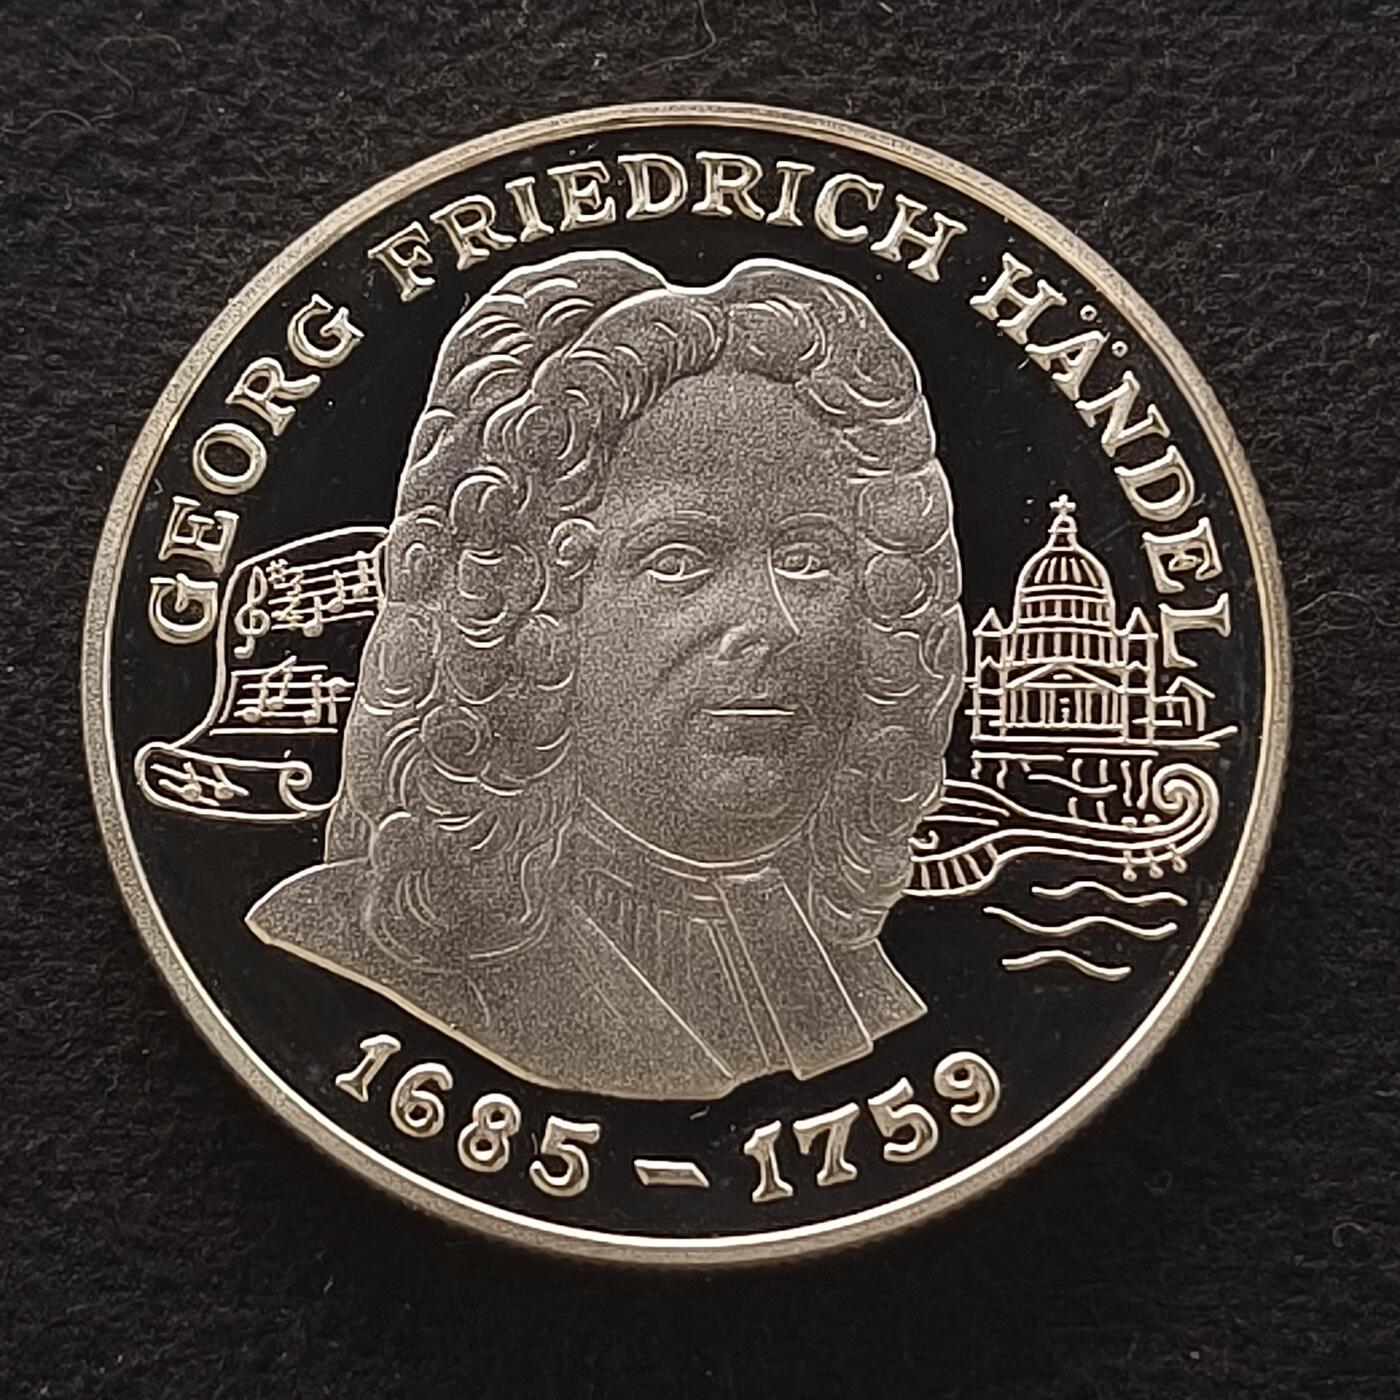 GEORG FRIEDRICH HÄNDEL
1685 – 1759